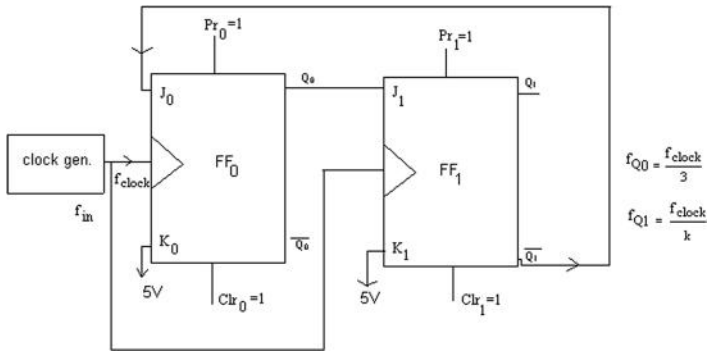 Pr0=1
Pr1=1
J0
Q0
J1
Q1
clock gen.
fclock
fin
FF0
FF1
fQ0 = fclock/3
fQ1 = fclock/k
K0
Q0
K1
Q1
5V
Clr0=1
5V
Clr1=1